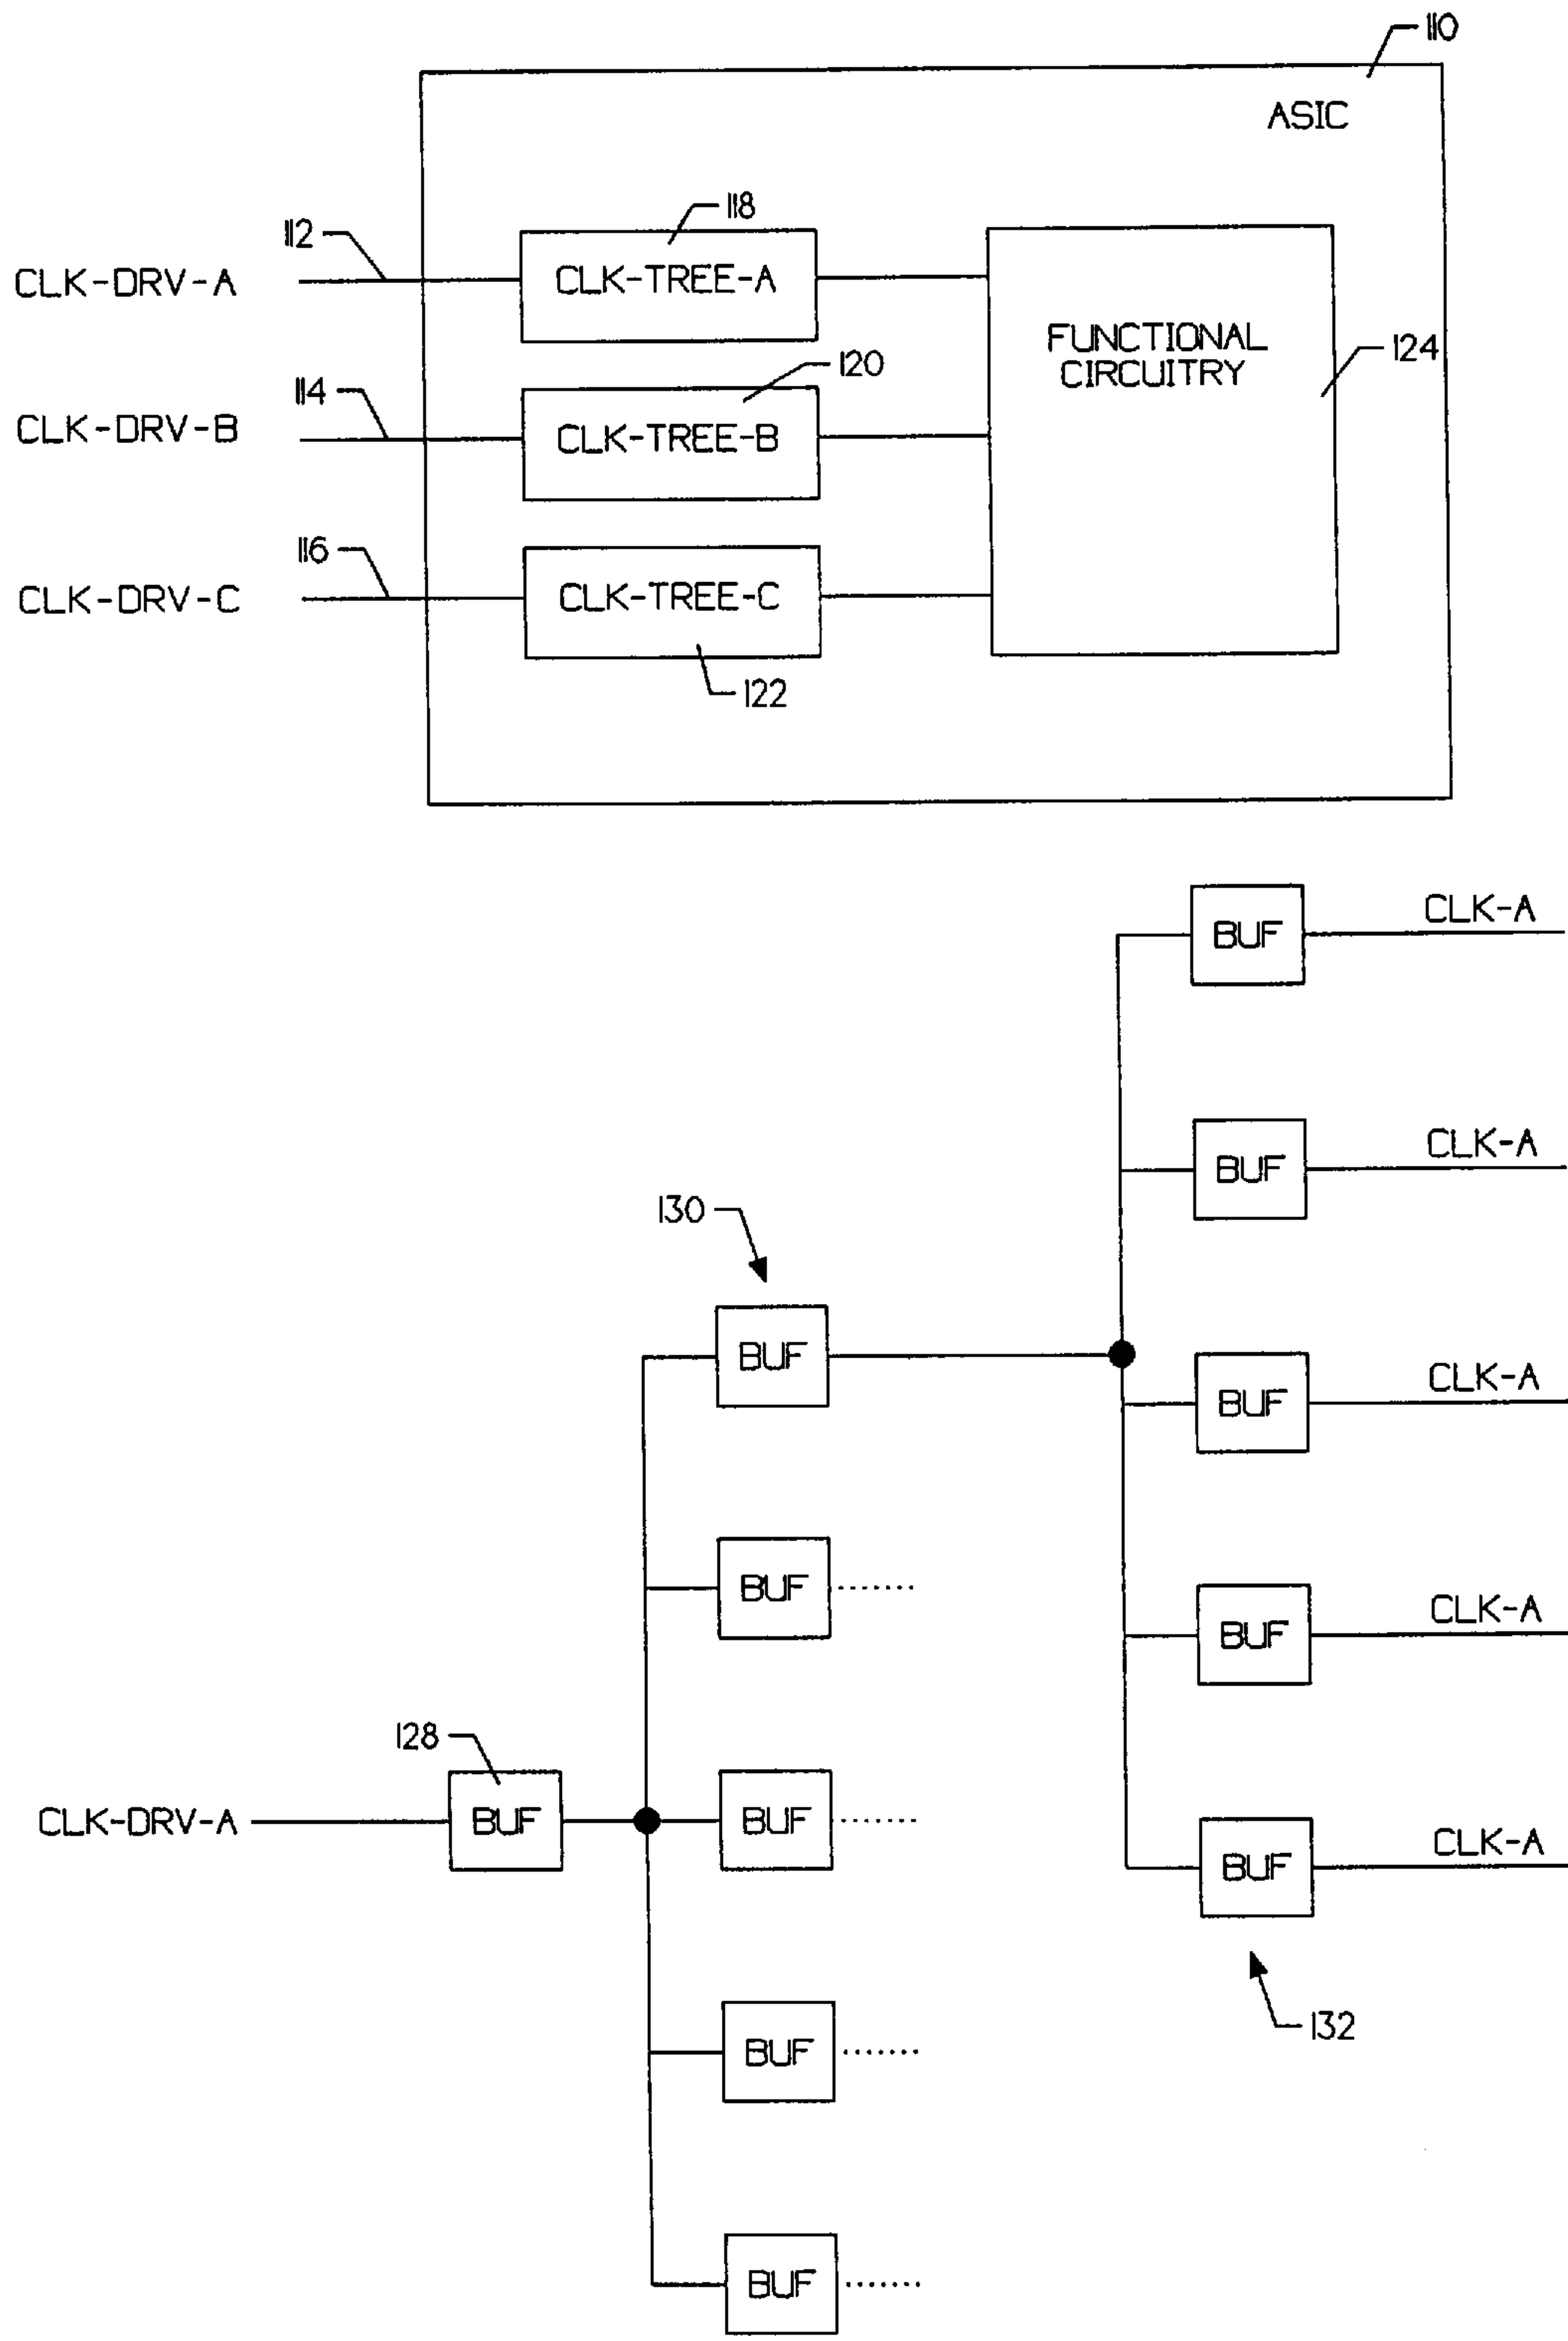 110
ASIC
118
112
CLK-DRV-A
CLK-TREE-A
FUNCTIONAL
CIRCUITRY
124
120
114
CLK-DRV-B
CLK-TREE-B
116
CLK-DRV-C
CLK-TREE-C
122
BUF
CLK-A
BUF
CLK-A
130
BUF
BUF
CLK-A
BUF
BUF
CLK-A
128
CLK-DRV-A
BUF
BUF
BUF
CLK-A
132
BUF
BUF